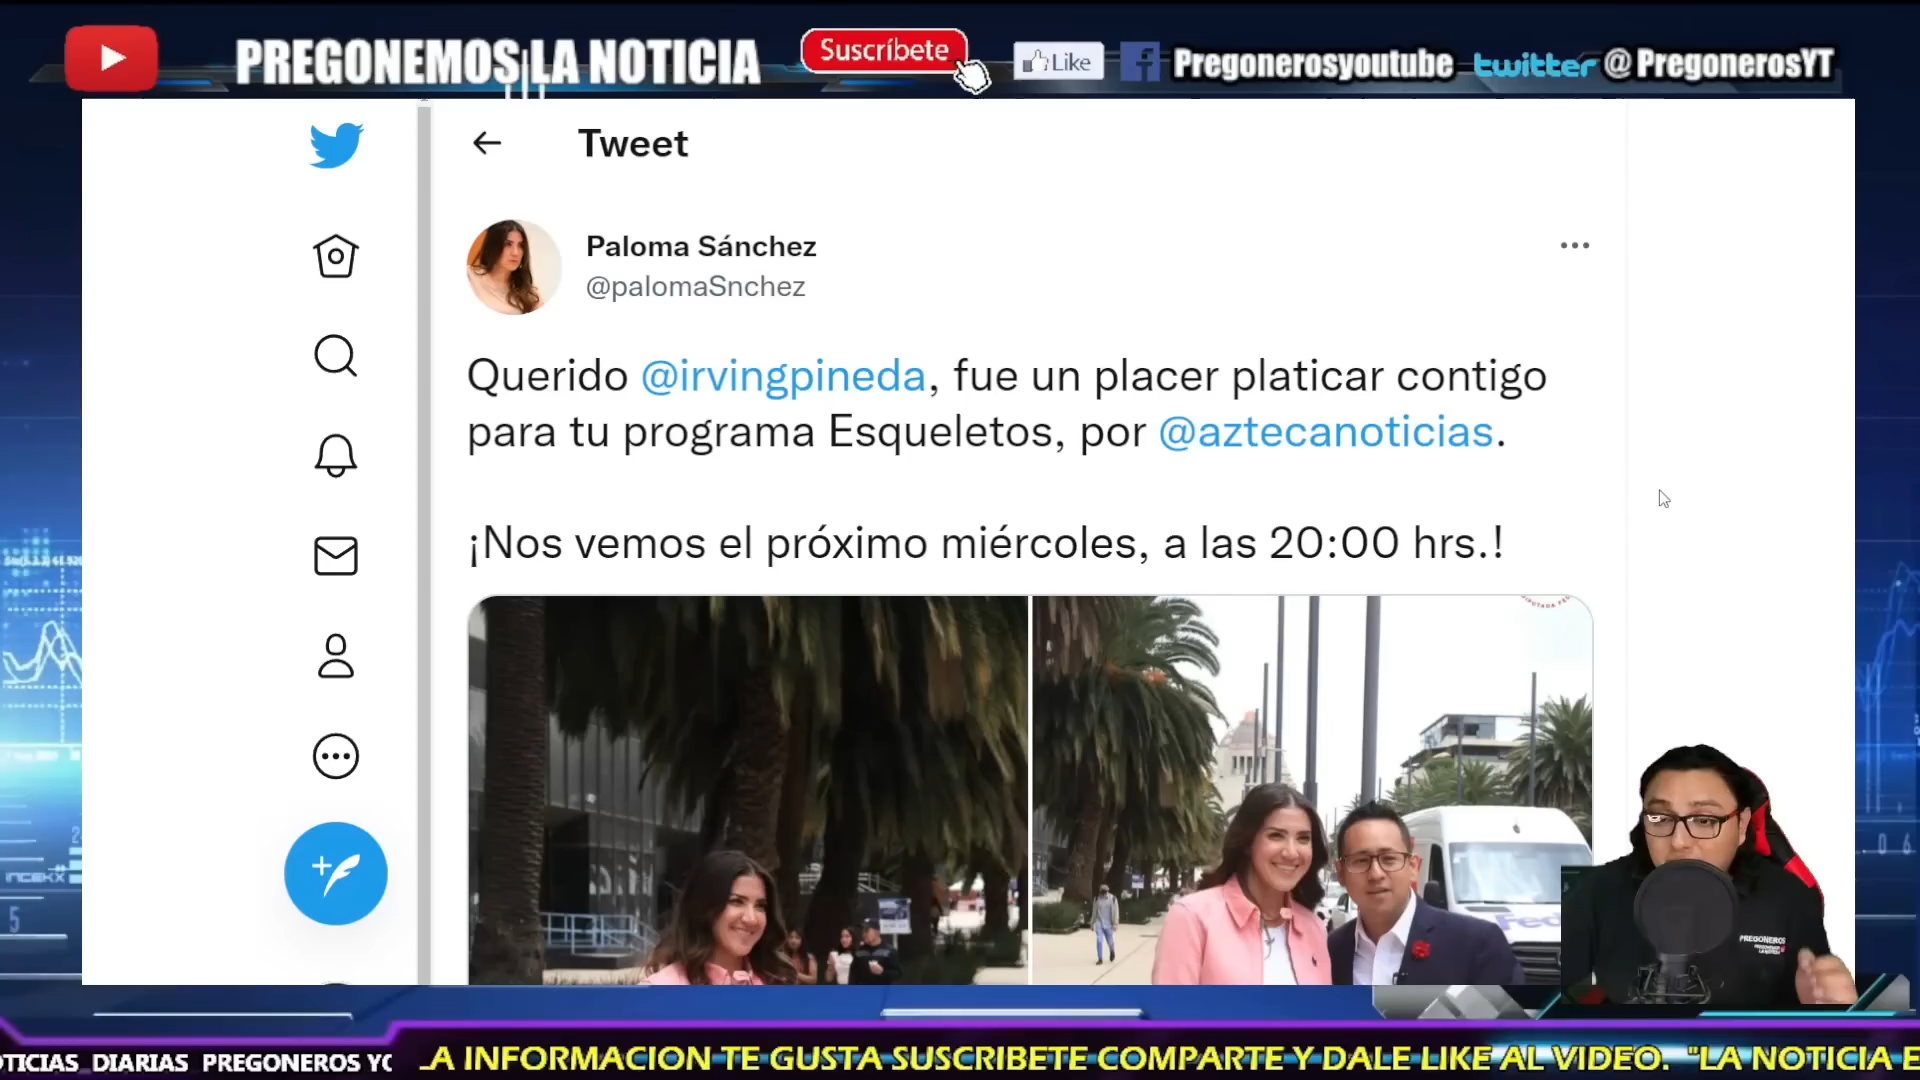 PREGONEMOS LA NOTICIA
Suscríbete
Like
Pregonerosyoutube
twitter @PregonerosYT
Tweet
Paloma Sánchez
@palomaSnchez
Querido @irvingpineda, fue un placer platicar contigo
para tu programa Esqueletos, por @aztecanoticias.
¡Nos vemos el próximo miércoles, a las 20:00 hrs.!
PREGONEROS
OTICIAS DIARIAS PREGONEROS YO
A INFORMACION TE GUSTA SUSCRIBETE COMPARTE Y DALE LIKE AL VIDEO. "LA NOTICIA E